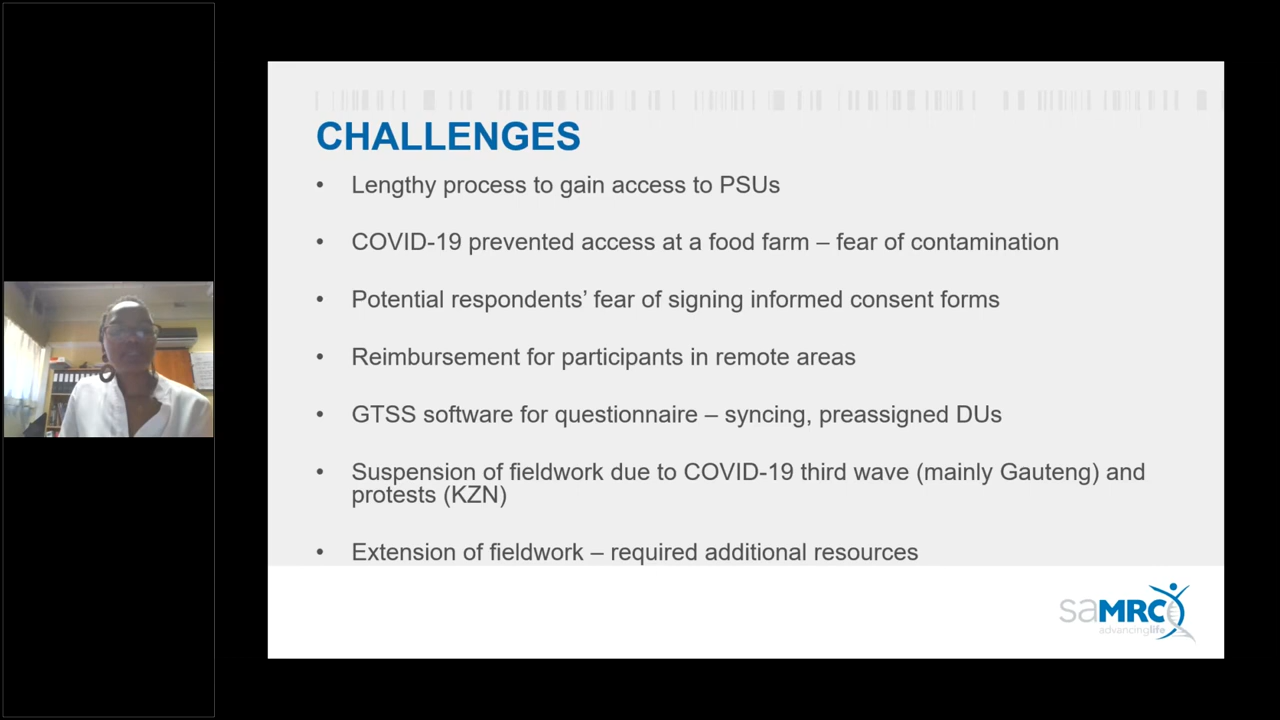 CHALLENGES
• Lengthy process to gain access to PSUs
• COVID-19 prevented access at a food farm – fear of contamination
• Potential respondents’ fear of signing informed consent forms
• Reimbursement for participants in remote areas
• GTSS software for questionnaire – syncing, preassigned DUs
• Suspension of fieldwork due to COVID-19 third wave (mainly Gauteng) and
protests (KZN)
• Extension of fieldwork – required additional resources
saMRC
advancinglife